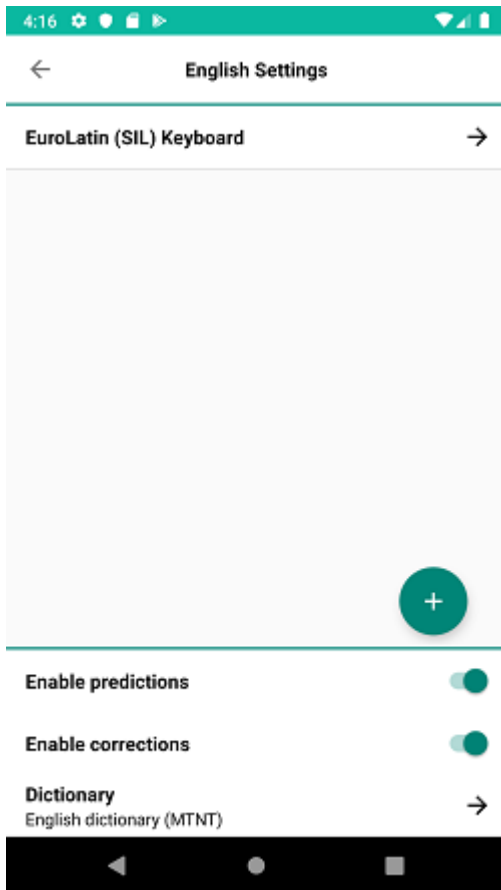 4:16
English Settings
EuroLatin (SIL) Keyboard
Enable predictions
Enable corrections
Dictionary
English dictionary (MTNT)